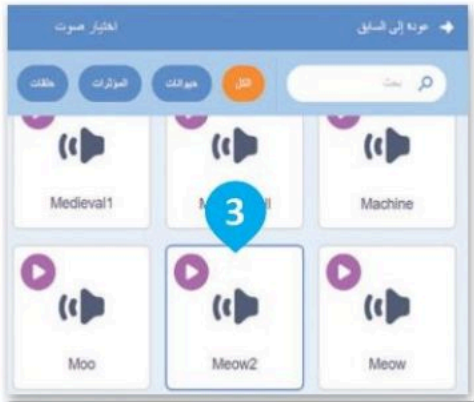 عودة إلى السابق اختيار صوت
بحث الكل حيوانات المؤثرات حلقات
Machine Medieval1
3
Meow Meow2 Moo